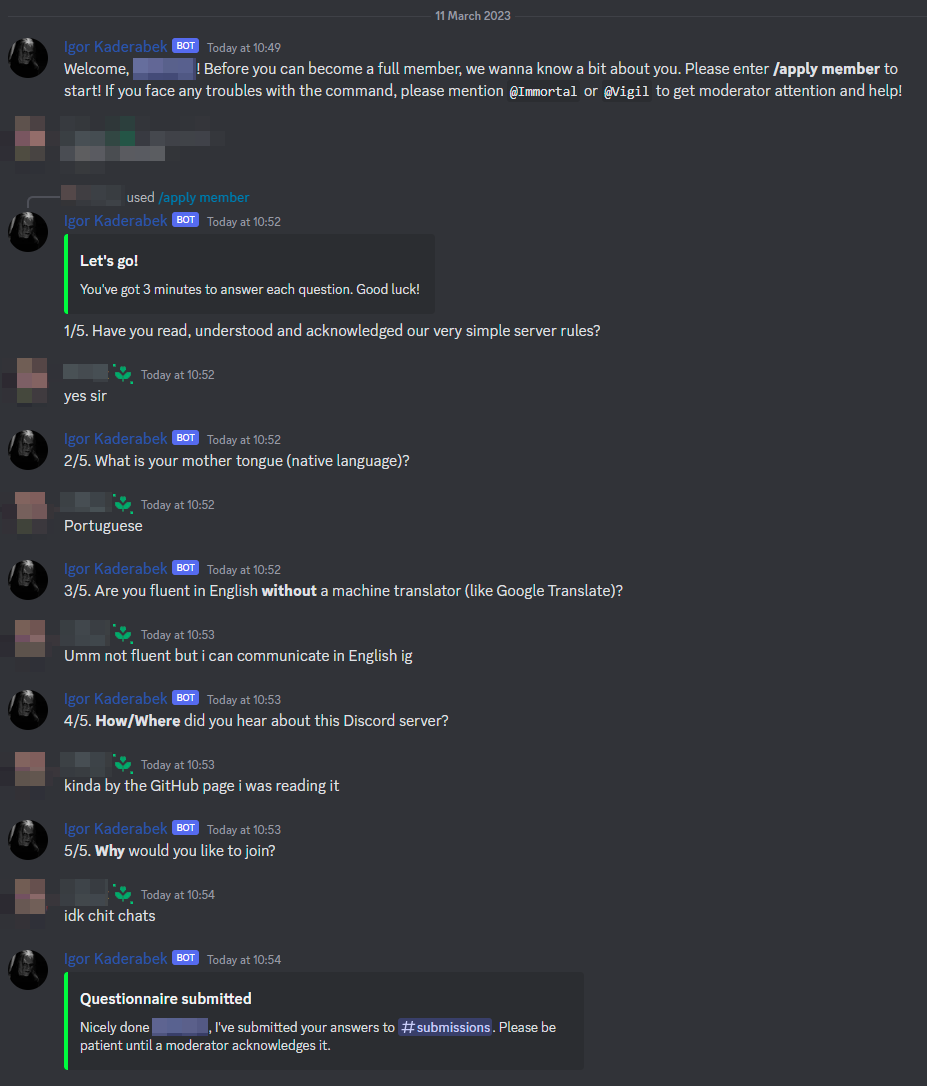 11 March 2023
Igor Kaderabek BOT Today at 10:49
Welcome, ! Before you can become a full member, we wanna know a bit about you. Please enter /apply member to
start! If you face any troubles with the command, please mention @Immortal or @Vigil to get moderator attention and help!
used /apply member
Igor Kaderabek BOT Today at 10:52
Let's go!
You've got 3 minutes to answer each question. Good luck!
1/5. Have you read, understood and acknowledged our very simple server rules?
Today at 10:52
yes sir
Igor Kaderabek BOT Today at 10:52
2/5. What is your mother tongue (native language)?
Today at 10:52
Portuguese
Igor Kaderabek BOT Today at 10:52
3/5. Are you fluent in English without a machine translator (like Google Translate)?
Today at 10:53
Umm not fluent but i can communicate in English ig
Igor Kaderabek BOT Today at 10:53
4/5. How/Where did you hear about this Discord server?
Today at 10:53
kinda by the GitHub page i was reading it
Igor Kaderabek BOT Today at 10:53
5/5. Why would you like to join?
Today at 10:54
idk chit chats
Igor Kaderabek BOT Today at 10:54
Questionnaire submitted
Nicely done , I've submitted your answers to #submissions. Please be
patient until a moderator acknowledges it.